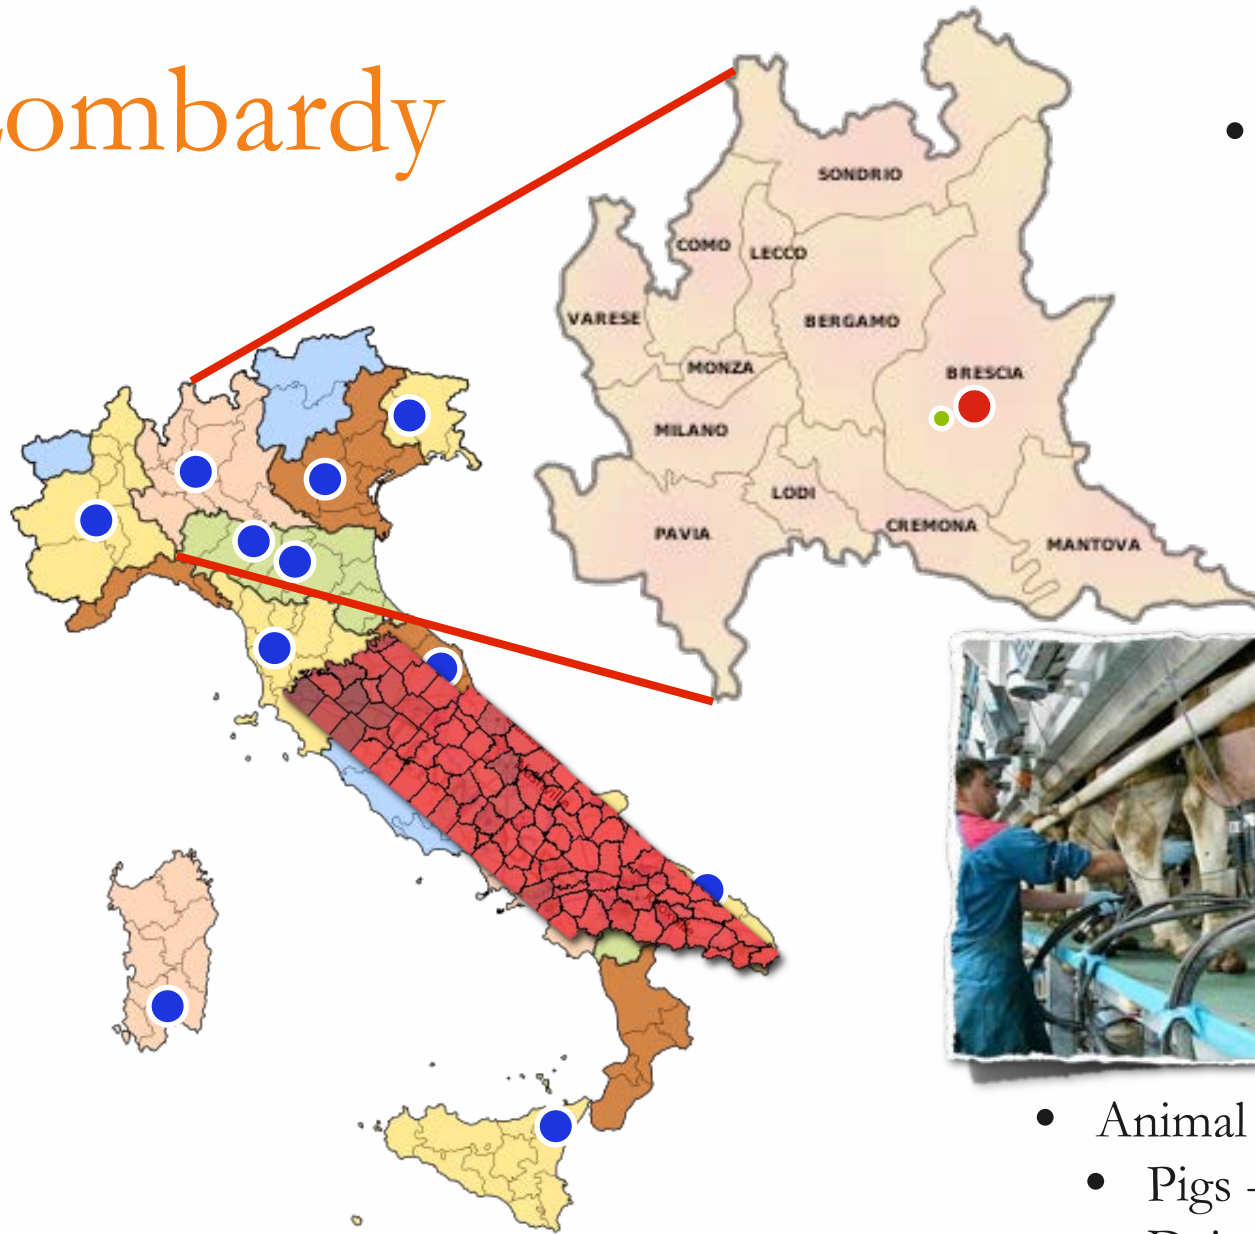 ombardy
•
SONDRIO
COMO
LECCO
VARESE
BERGAMO
MONZA
BRESCIA
MILANO
LODI
PAVIA
CREMONA
MANTOVA
• Animal
• Pigs -